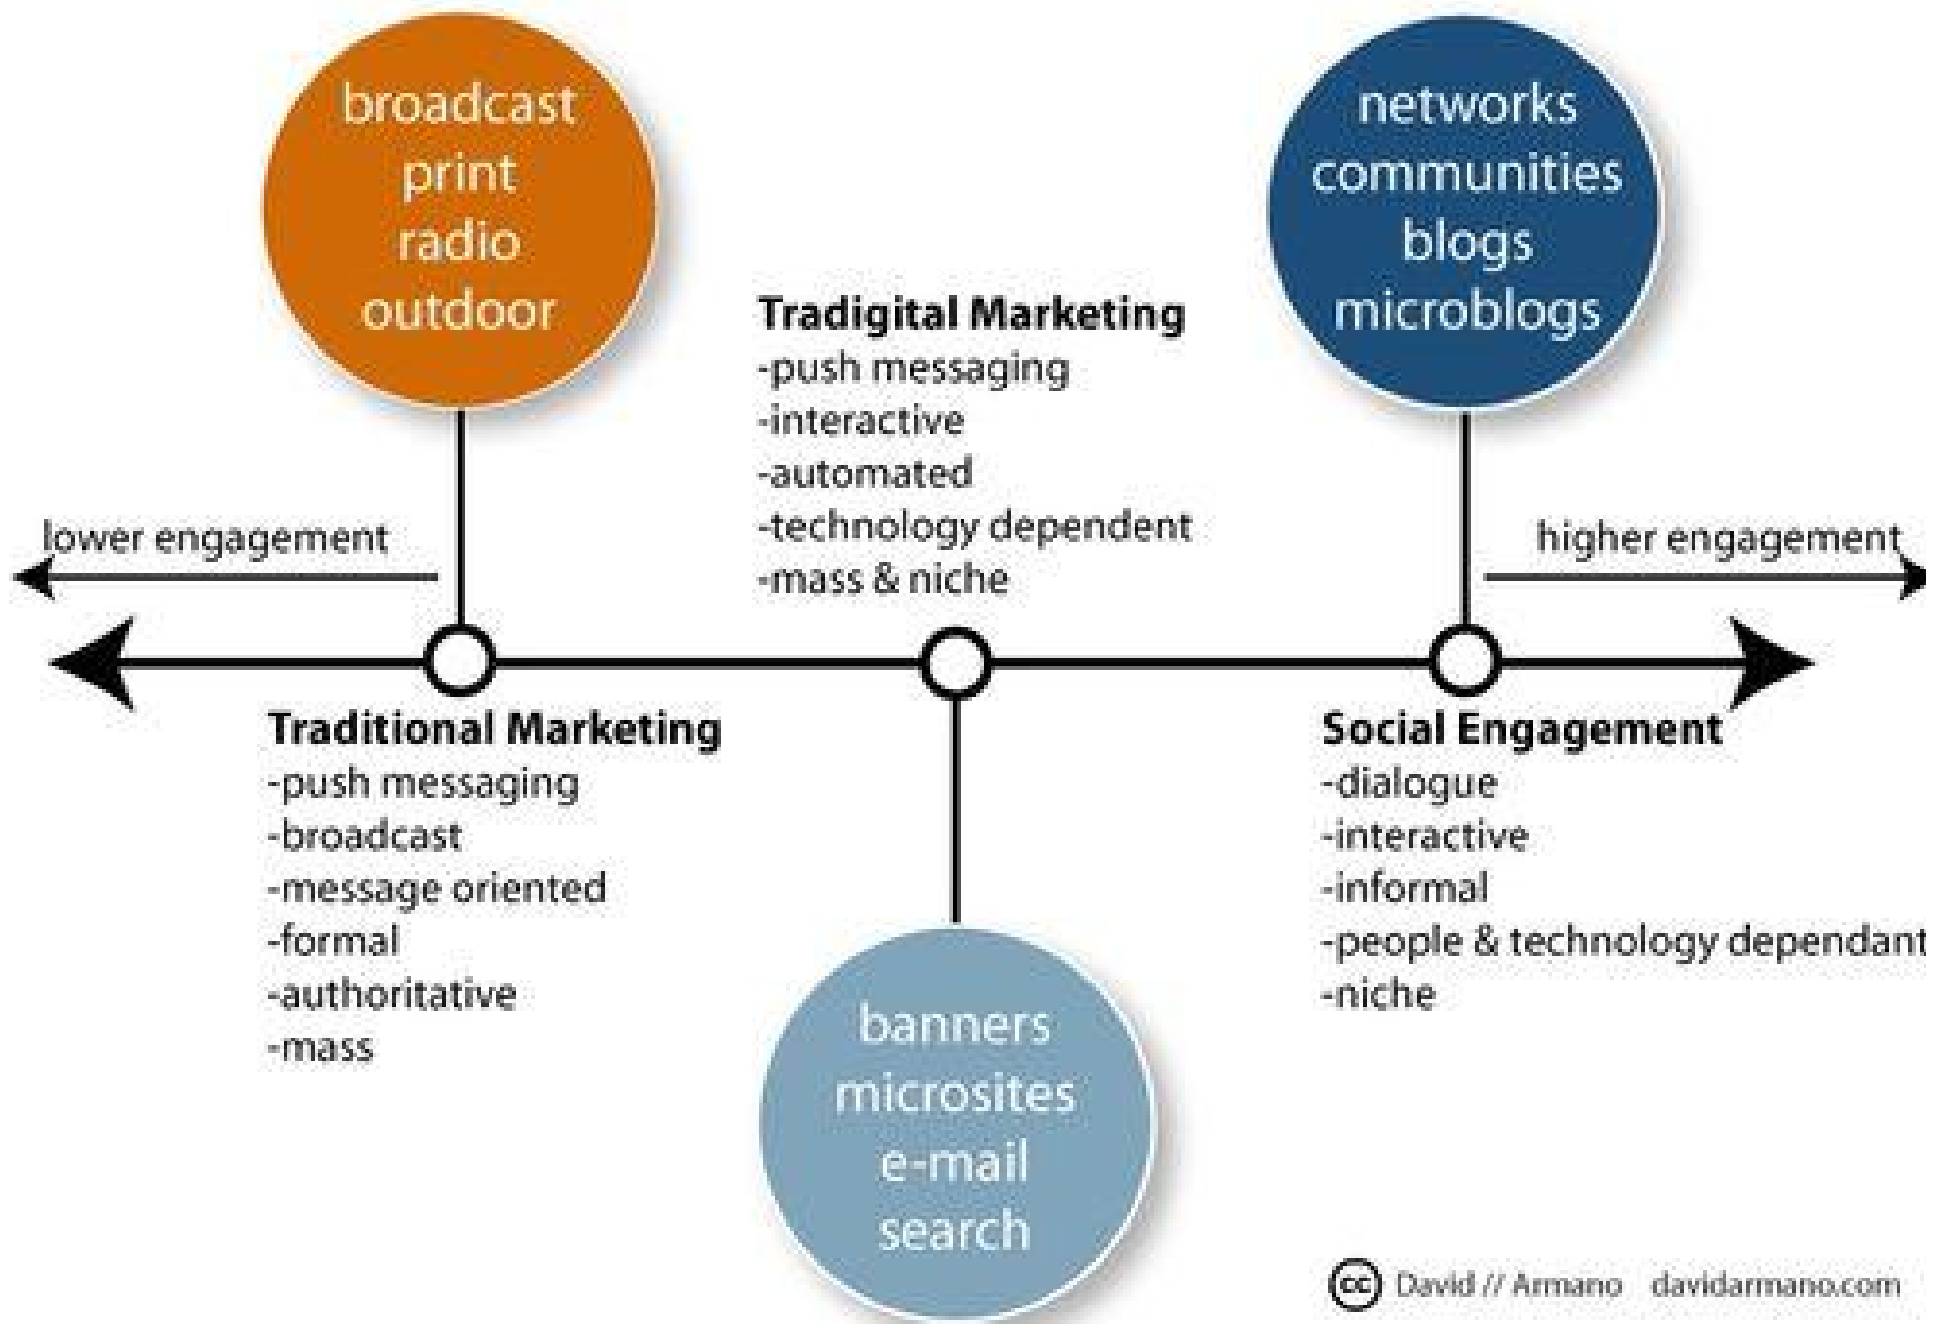 broadcast
print
radio
outdoor
networks
communities
blogs
microblogs
Tradigital Marketing
-push messaging
-interactive
-automated
-technology dependent
-mass & niche
lower engagement
higher engagement
Traditional Marketing
-push messaging
-broadcast
-message oriented
-formal
-authoritative
-mass
Social Engagement
-dialogue
-interactive
-informal
-people & technology dependant
-niche
banners
microsites
e-mail
search
cc David // Armano davidarmano.com